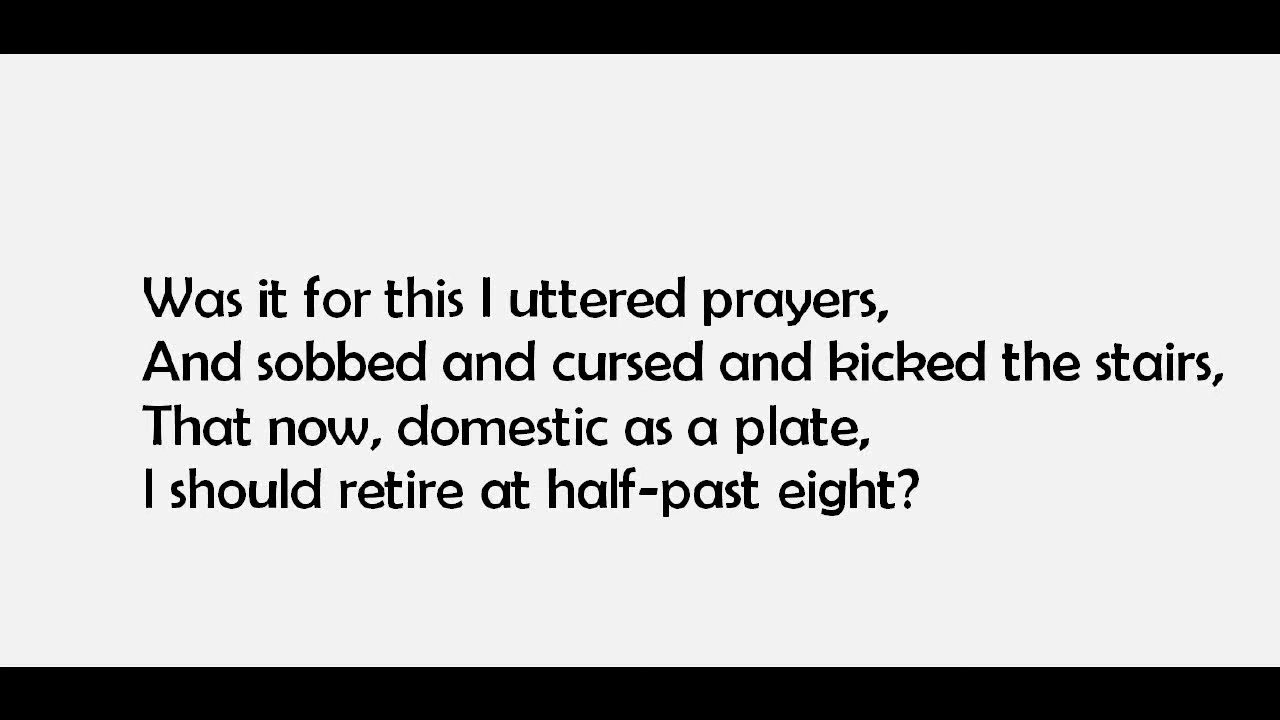 Was it for this I uttered prayers,
And sobbed and cursed and kicked the stairs,
That now, domestic as a plate,
I should retire at half-past eight?